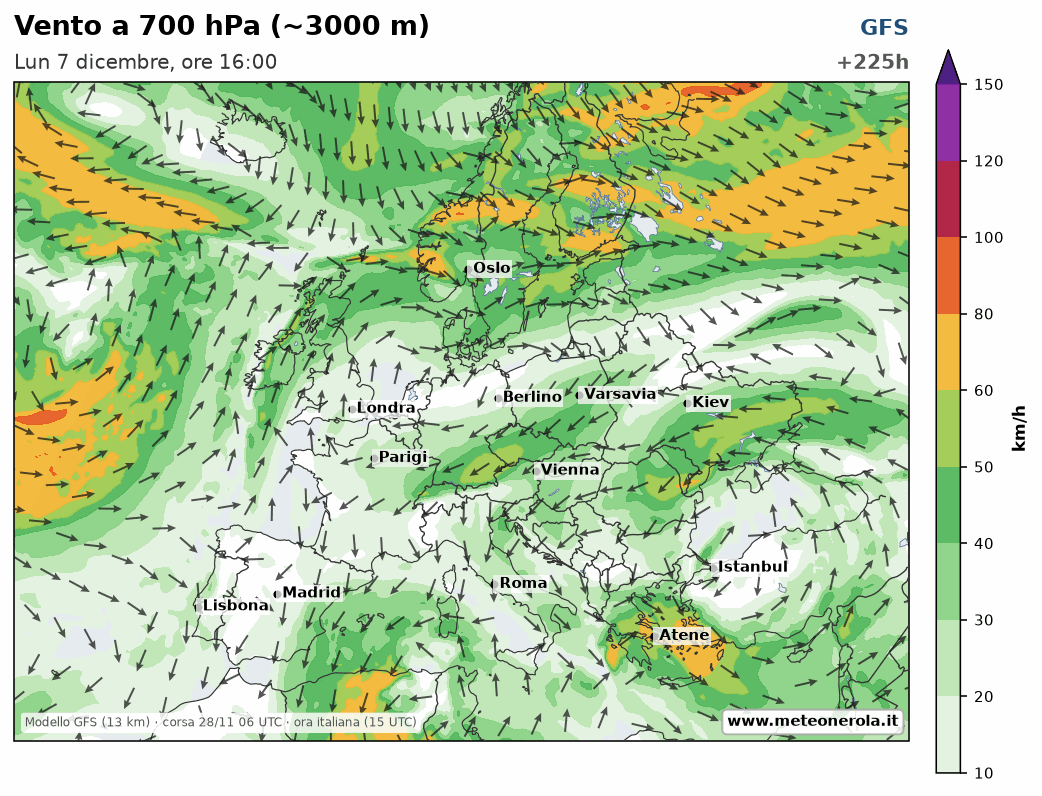 Vento a 700 hPa (~3000 m)
GFS
Lun 7 dicembre, ore 16:00
+225h
150
120
100
80
60
50
40
30
20
10
km/h
Oslo
Berlino
Varsavia
Kiev
Londra
Parigi
Vienna
Istanbul
Roma
Madrid
Lisbona
Atene
Modello GFS (13 km) · corsa 28/11 06 UTC · ora italiana (15 UTC)
www.meteonerola.it